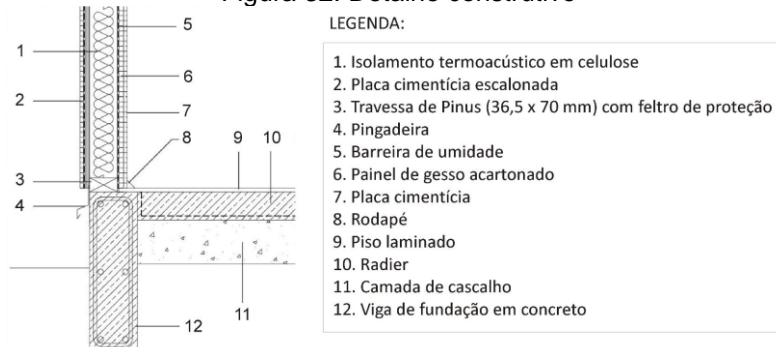 Figura 32: Detalhe construtivo
LEGENDA:
1. Isolamento termoacústico em celulose
2. Placa cimentícia escalonada
3. Travessa de Pinus (36,5 x 70 mm) com feltro de proteção
4. Pingadeira
5. Barreira de umidade
6. Painel de gesso acartonado
7. Placa cimentícia
8. Rodapé
9. Piso laminado
10. Radier
11. Camada de cascalho
12. Viga de fundação em concreto
5
1
6
2
7
8
9
10
3
4
11
12